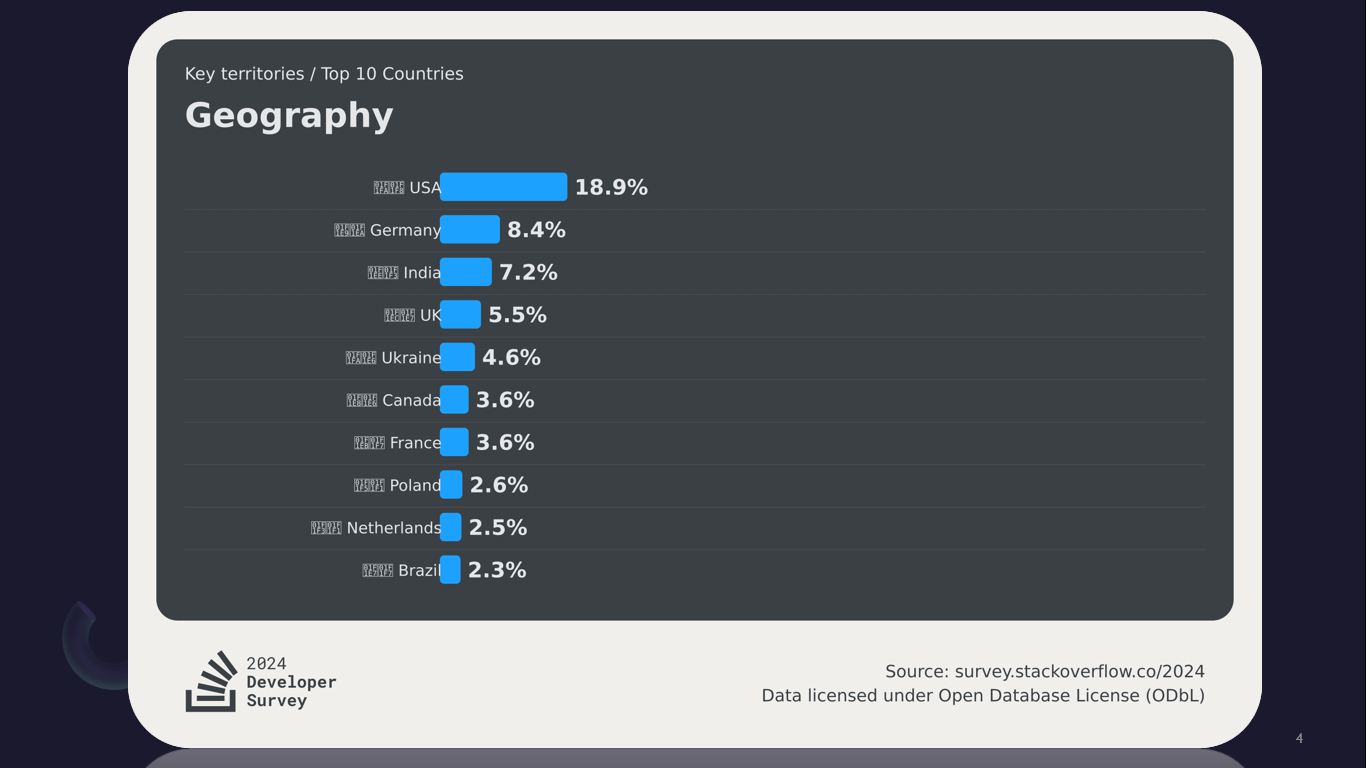 Key territories / Top 10 Countries
Geography
USA 18.9%
Germany 8.4%
India 7.2%
UK 5.5%
Ukraine 4.6%
Canada 3.6%
France 3.6%
Poland 2.6%
Netherlands 2.5%
Brazil 2.3%
2024
Developer
Survey
Source: survey.stackoverflow.co/2024
Data licensed under Open Database License (ODbL)
4